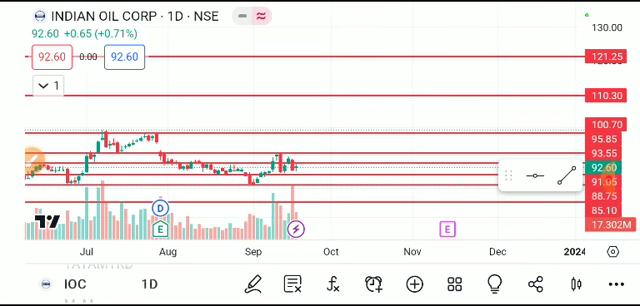 INDIAN OIL CORP · 1D · NSE
92.60 +0.65 (+0.71%)
92.60 0.00 92.60
1
130.00
121.25
110.30
100.70
95.85
93.55
92.60
91.05
88.75
85.10
17.302M
D
E
E
Jul Aug Sep Oct Nov Dec 2024
IOC 1D